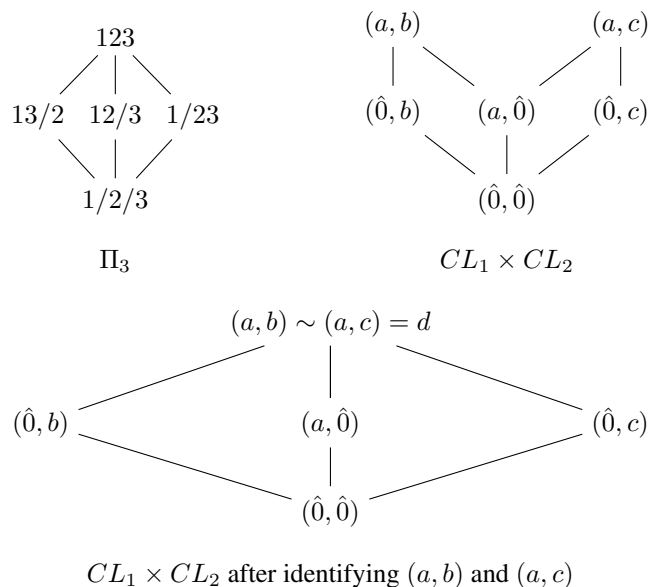 123
13/2 12/3 1/23
1/2/3
Π₃
(a, b) (a, c)
(0̂, b) (a, 0̂) (0̂, c)
(0̂, 0̂)
CL₁ × CL₂
(a, b) ∼ (a, c) = d
(0̂, b) (a, 0̂) (0̂, c)
(0̂, 0̂)
CL₁ × CL₂ after identifying (a, b) and (a, c)